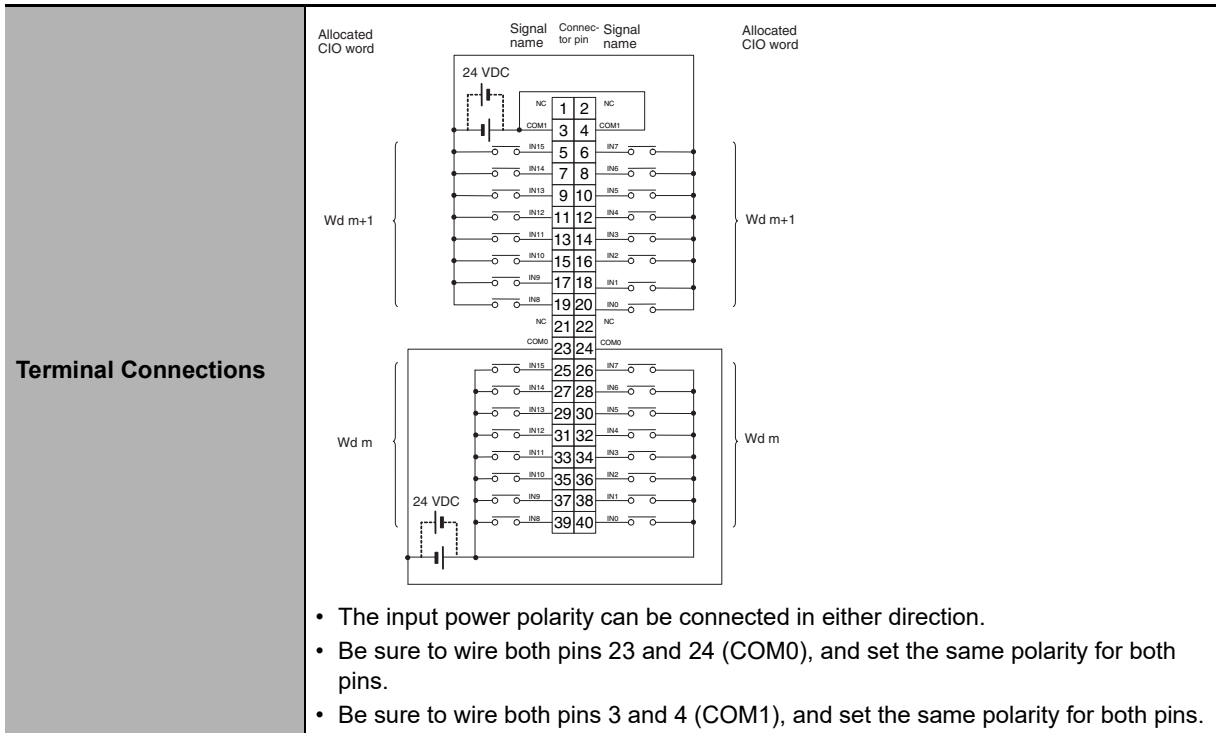 Terminal Connections
Allocated
CIO word
Signal
name
Connec-
tor pin
Signal
name
Allocated
CIO word
24 VDC
NC 1 2 NC
COM1 3 4 COM1
IN15 5 6 IN7
IN14 7 8 IN6
IN13 9 10 IN5
IN12 11 12 IN4
IN11 13 14 IN3
IN10 15 16 IN2
IN9 17 18 IN1
IN8 19 20 IN0
Wd m+1
Wd m+1
NC 21 22 NC
COM0 23 24 COM0
IN15 25 26 IN7
IN14 27 28 IN6
IN13 29 30 IN5
IN12 31 32 IN4
IN11 33 34 IN3
IN10 35 36 IN2
IN9 37 38 IN1
IN8 39 40 IN0
Wd m
Wd m
24 VDC
• The input power polarity can be connected in either direction.
• Be sure to wire both pins 23 and 24 (COM0), and set the same polarity for both
pins.
• Be sure to wire both pins 3 and 4 (COM1), and set the same polarity for both pins.